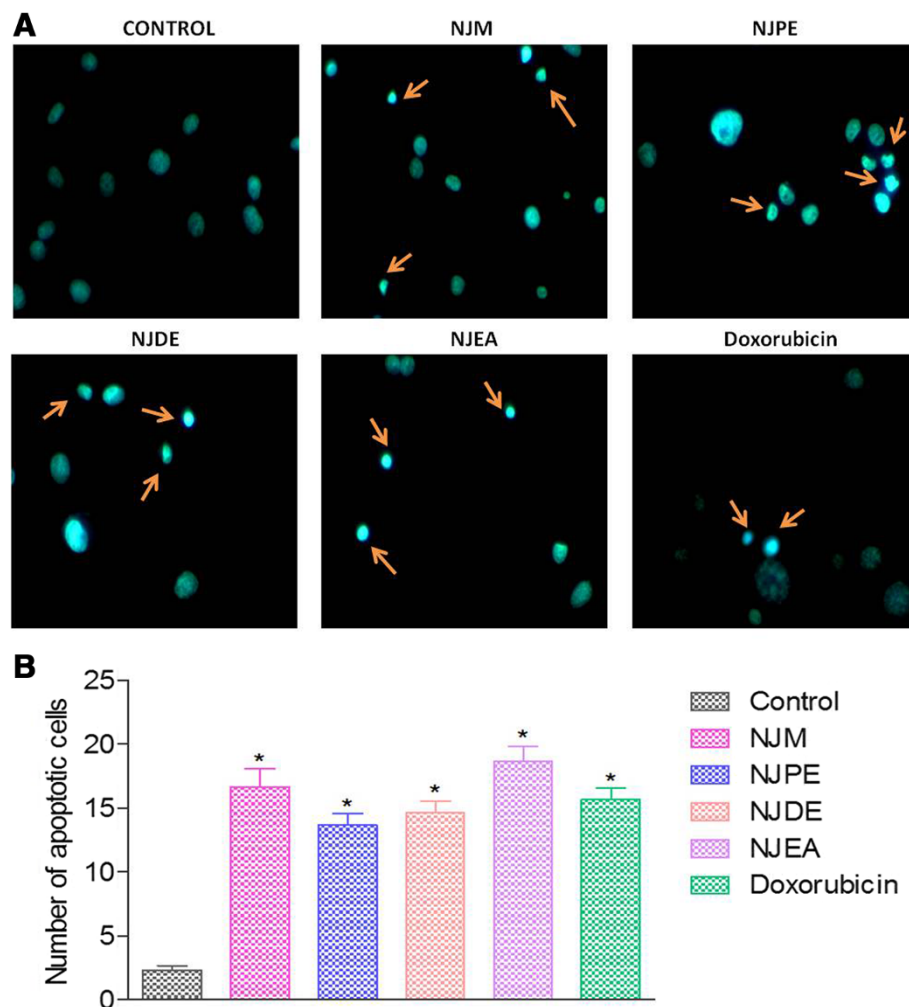 A
CONTROL
NJM
NJPE
NJDE
NJEA
Doxorubicin
B
Number of apoptotic cells
25
20
15
10
5
0
*
*
*
*
*
Control
NJM
NJPE
NJDE
NJEA
Doxorubicin